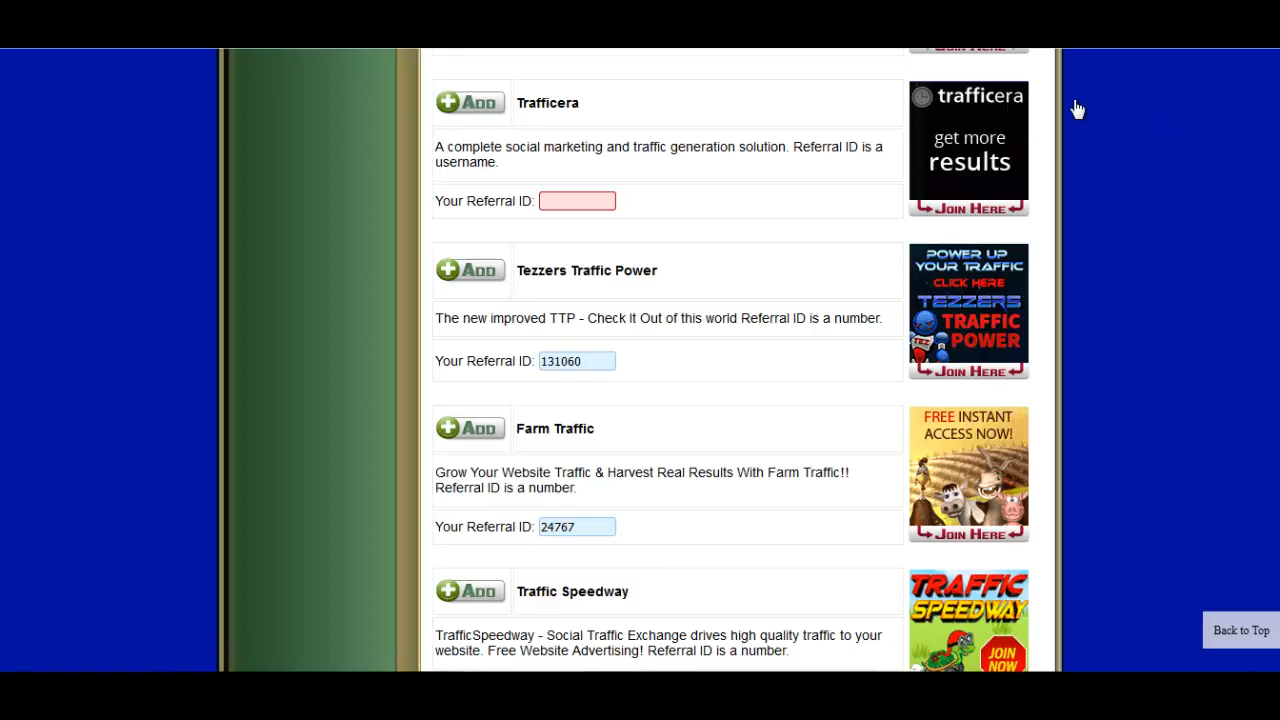 JOIN HERE
ADD Trafficera
A complete social marketing and traffic generation solution. Referral ID is a
username.
Your Referral ID:
trafficera
get more
results
JOIN HERE
ADD Tezzers Traffic Power
The new improved TTP - Check It Out of this world Referral ID is a number.
Your Referral ID: 131060
POWER UP
YOUR TRAFFIC
CLICK HERE
TEZZERS
TRAFFIC
POWER
TEZ
JOIN HERE
ADD Farm Traffic
Grow Your Website Traffic & Harvest Real Results With Farm Traffic!!
Referral ID is a number.
Your Referral ID: 24767
FREE INSTANT
ACCESS NOW!
JOIN HERE
ADD Traffic Speedway
TrafficSpeedway - Social Traffic Exchange drives high quality traffic to your
website. Free Website Advertising! Referral ID is a number.
TRAFFIC
SPEEDWAY
JOIN
NOW
Back to Top